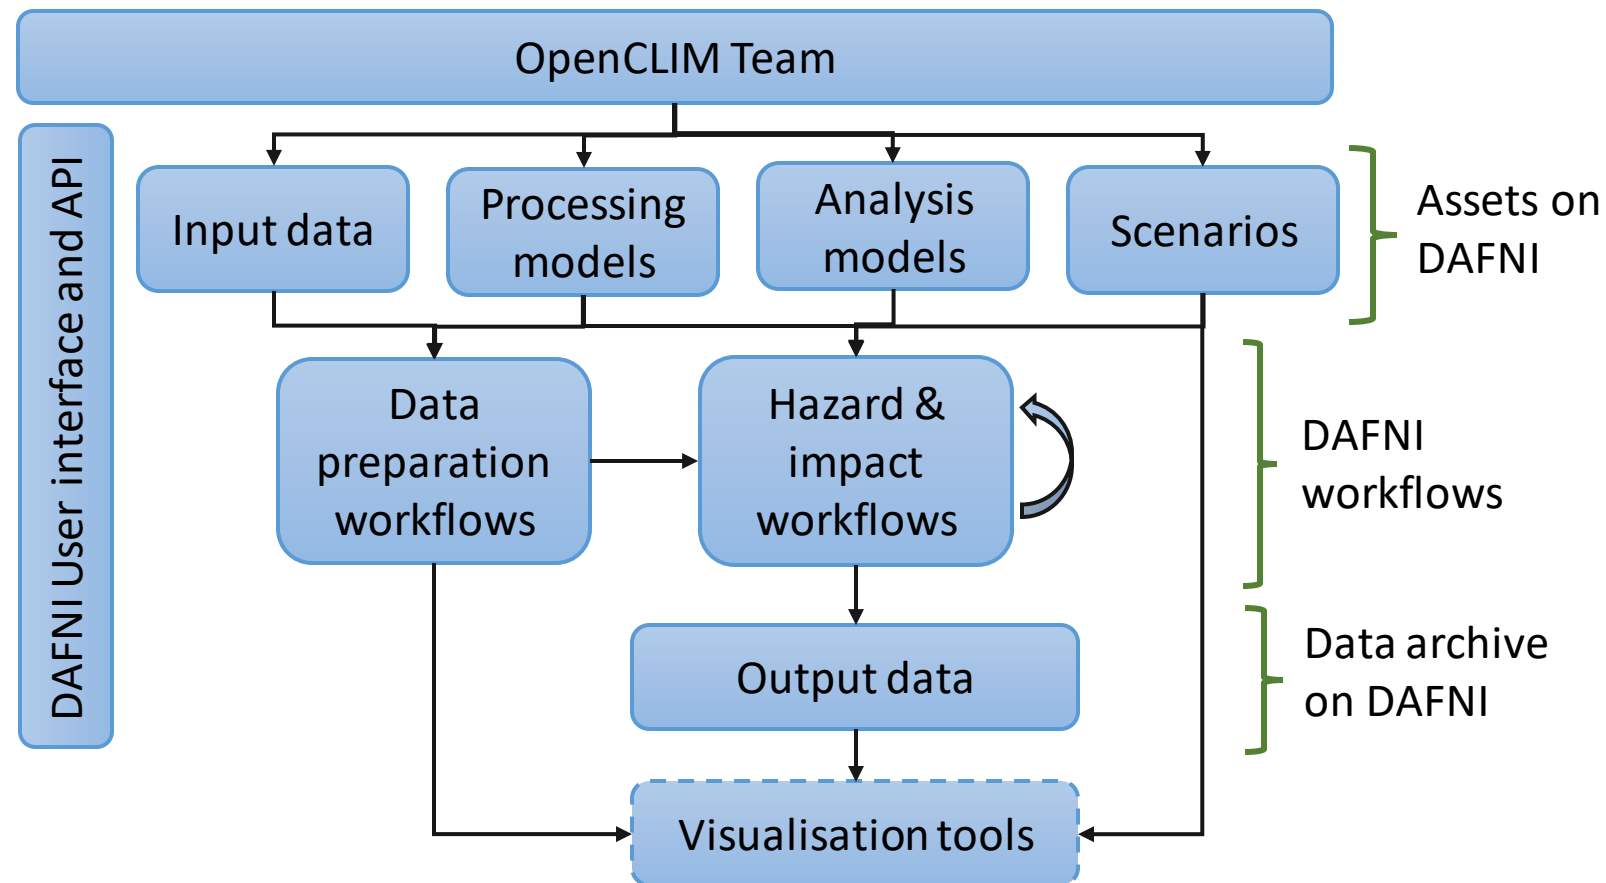 OpenCLIM Team
DAFNI User interface and API
Input data
Processing
models
Analysis
models
Scenarios
Assets on
DAFNI
Data
preparation
workflows
Hazard &
impact
workflows
DAFNI
workflows
Output data
Data archive
on DAFNI
Visualisation tools